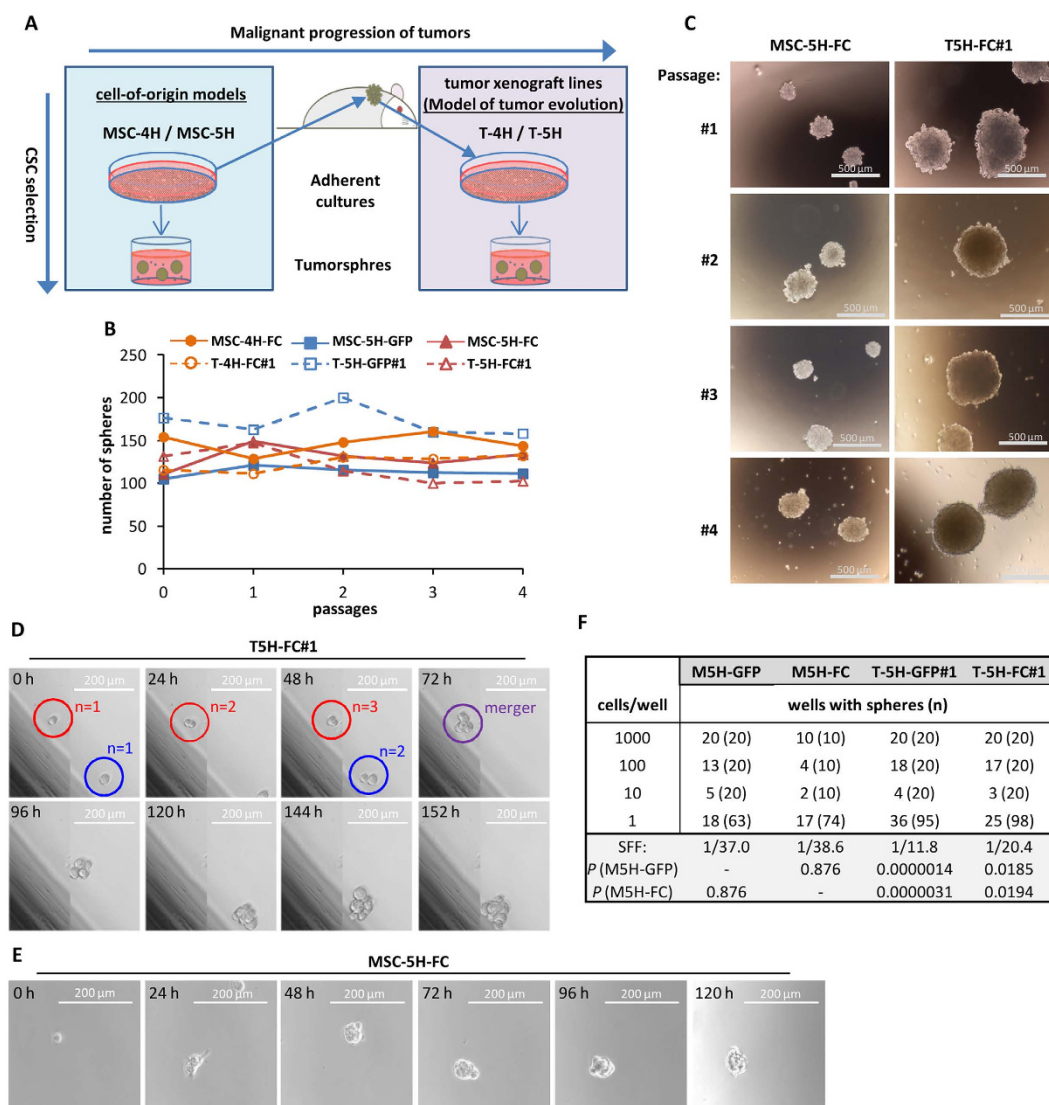 A
Malignant progression of tumors
CSC selection
cell-of-origin models
MSC-4H / MSC-5H
tumor xenograft lines
(Model of tumor evolution)
T-4H / T-5H
Adherent
cultures
Tumorsphres
B
MSC-4H-FC
MSC-5H-GFP
MSC-5H-FC
T-4H-FC#1
T-5H-GFP#1
T-5H-FC#1
number of spheres
250
200
150
100
50
0
0 1 2 3 4
passages
C
MSC-5H-FC T5H-FC#1
Passage:
#1
500 µm 500 µm
#2
500 µm 500 µm
#3
500 µm 500 µm
#4
500 µm 500 µm
D
T5H-FC#1
0 h 200 µm
n=1
n=1
24 h 200 µm
n=2
48 h 200 µm
n=3
n=2
72 h 200 µm
merger
96 h 200 µm
120 h 200 µm
144 h 200 µm
152 h 200 µm
E
MSC-5H-FC
0 h 200 µm
24 h 200 µm
48 h 200 µm
72 h 200 µm
96 h 200 µm
120 h 200 µm
F
M5H-GFP M5H-FC T-5H-GFP#1 T-5H-FC#1
cells/well wells with spheres (n)
1000 20 (20) 10 (10) 20 (20) 20 (20)
100 13 (20) 4 (10) 18 (20) 17 (20)
10 5 (20) 2 (10) 4 (20) 3 (20)
1 18 (63) 17 (74) 36 (95) 25 (98)
SFF: 1/37.0 1/38.6 1/11.8 1/20.4
P (M5H-GFP) - 0.876 0.0000014 0.0185
P (M5H-FC) 0.876 - 0.0000031 0.0194